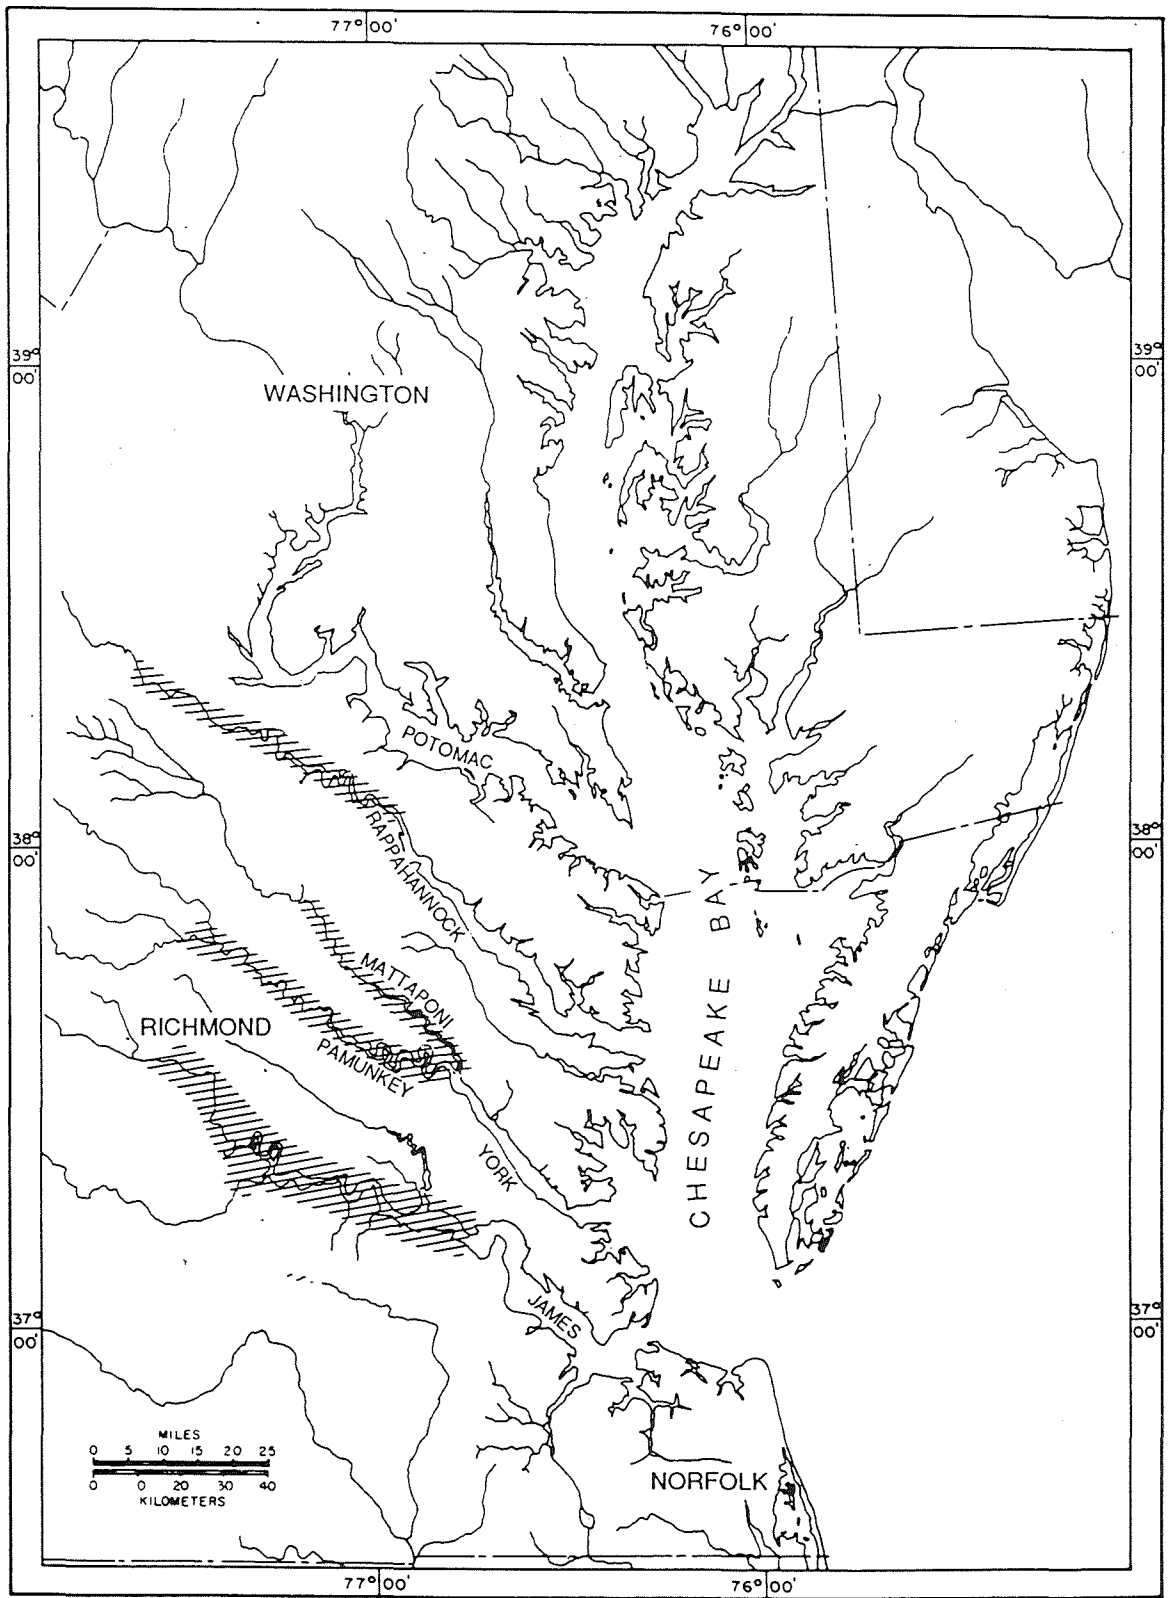 77° 00'
76° 00'
39°
00'
39°
00'
WASHINGTON
POTOMAC
38°
00'
38°
00'
RAPPAHANNOCK
CHESAPEAKE BAY
MATTAPONI
RICHMOND
PAMUNKEY
YORK
JAMES
37°
00'
37°
00'
MILES
0 5 10 15 20 25
0 0 20 30 40
KILOMETERS
NORFOLK
77° 00'
76° 00'